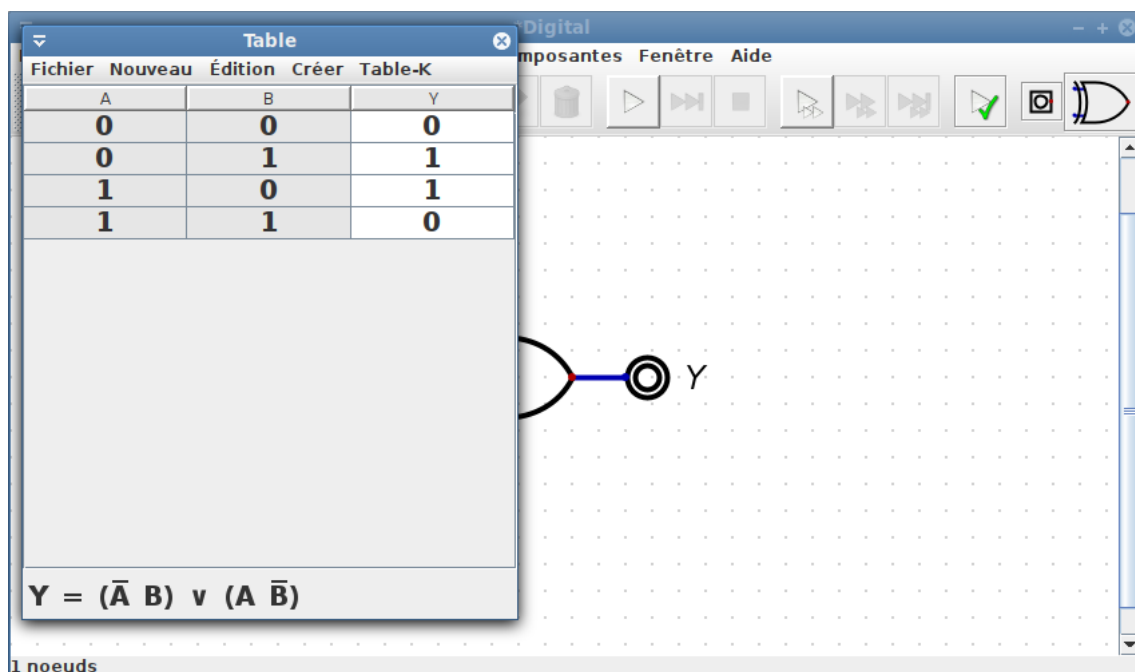 *Digital
Table
mposantes Fenêtre Aide
Fichier Nouveau Édition Créer Table-K
A B Y
0 0 0
0 1 1
1 0 1
1 1 0
Y
Y = (A̅ B) ∨ (A B̅)
1 noeuds